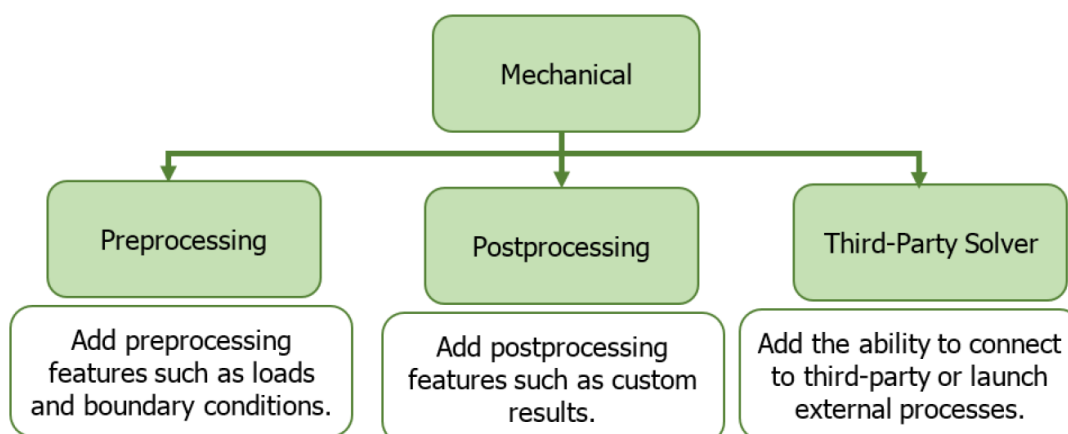 Mechanical
Preprocessing
Postprocessing
Third-Party Solver
Add preprocessing
features such as loads
and boundary conditions.
Add postprocessing
features such as custom
results.
Add the ability to connect
to third-party or launch
external processes.